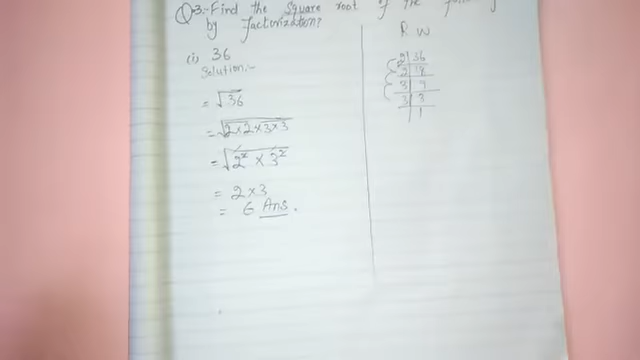 Q.3:- Find the square root of the
by factorization?
(i) 36
Solution:-
= √36
= √2×2×3×3
= √2² × 3²
= 2×3
= 6 Ans.
R. W
2 | 36
2 | 18
3 | 9
3 | 3
| 1